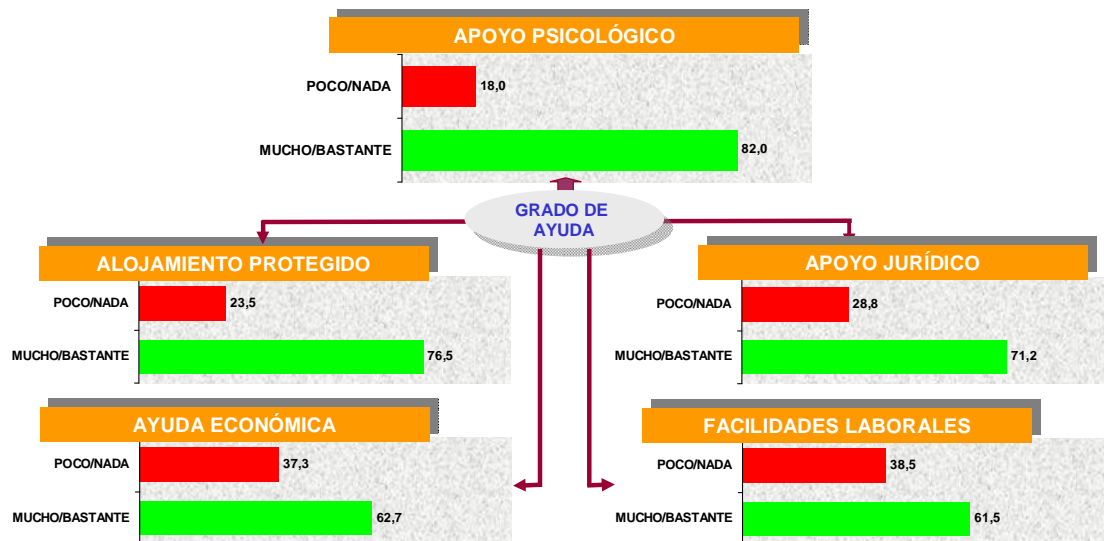 APOYO PSICOLÓGICO
POCO/NADA
18,0
MUCHO/BASTANTE
82,0
GRADO DE
AYUDA
ALOJAMIENTO PROTEGIDO
POCO/NADA
23,5
MUCHO/BASTANTE
76,5
APOYO JURÍDICO
POCO/NADA
28,8
MUCHO/BASTANTE
71,2
AYUDA ECONÓMICA
POCO/NADA
37,3
MUCHO/BASTANTE
62,7
FACILIDADES LABORALES
POCO/NADA
38,5
MUCHO/BASTANTE
61,5